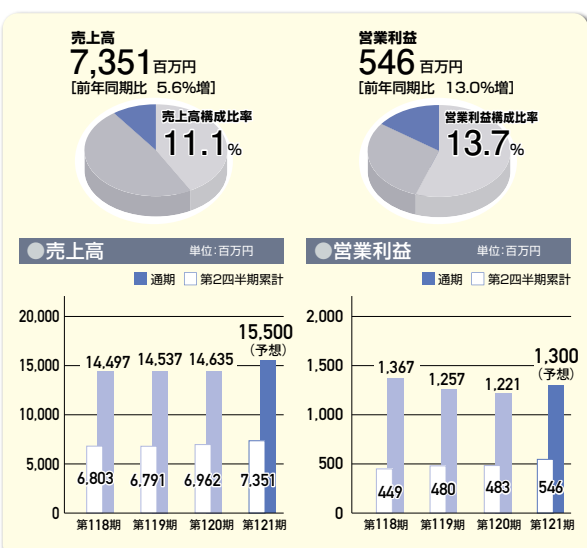 売上高
7,351百万円
[前年同期比 5.6%増]
売上高構成比率
11.1%
営業利益
546百万円
[前年同期比 13.0%増]
営業利益構成比率
13.7%
●売上高 単位:百万円
通期 第2四半期累計
20,000
15,000
10,000
5,000
0
14,497 14,537 14,635 15,500
(予想)
6,803 6,791 6,962 7,351
第118期 第119期 第120期 第121期
●営業利益 単位:百万円
通期 第2四半期累計
2,000
1,500
1,000
500
0
1,367 1,257 1,221 1,300
(予想)
449 480 483 546
第118期 第119期 第120期 第121期